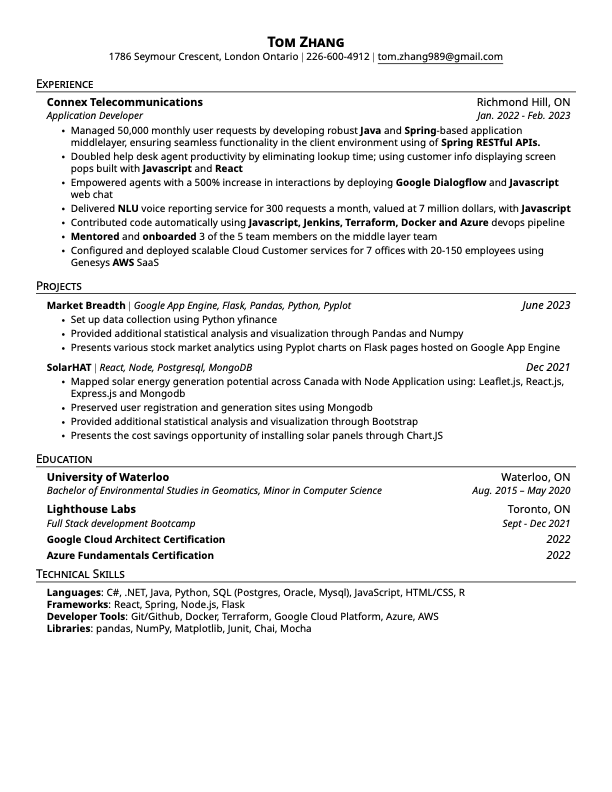 TOM ZHANG
1786 Seymour Crescent, London Ontario | 226-600-4912 | tom.zhang989@gmail.com
EXPERIENCE
Connex Telecommunications Richmond Hill, ON
Application Developer Jan. 2022 - Feb. 2023
• Managed 50,000 monthly user requests by developing robust Java and Spring-based application
middelayer, ensuring seamless functionality in the client environment using of Spring RESTful APIs.
• Doubled help desk agent productivity by eliminating lookup time; using customer info displaying screen
pops built with Javascript and React
• Empowered agents with a 500% increase in interactions by deploying Google Dialogflow and Javascript
web chat
• Delivered NLU voice reporting service for 300 requests a month, valued at 7 million dollars, with Javascript
• Contributed code automatically using Javascript, Jenkins, Terraform, Docker and Azure devops pipeline
• Mentored and onboarded 3 of the 5 team members on the middle layer team
• Configured and deployed scalable Cloud Customer services for 7 offices with 20-150 employees using
Genesys AWS SaaS
PROJECTS
Market Breadth | Google App Engine, Flask, Pandas, Python, Pyplot June 2023
• Set up data collection using Python yfinance
• Provided additional statistical analysis and visualization through Pandas and Numpy
• Presents various stock market analytics using Pyplot charts on Flask pages hosted on Google App Engine
SolarHAT | React, Node, Postgresql, MongoDB Dec 2021
• Mapped solar energy generation potential across Canada with Node Application using: Leaflet.js, React.js,
Express.js and Mongodb
• Preserved user registration and generation sites using Mongodb
• Provided additional statistical analysis and visualization through Bootstrap
• Presents the cost savings opportunity of installing solar panels through Chart.JS
EDUCATION
University of Waterloo Waterloo, ON
Bachelor of Environmental Studies in Geomatics, Minor in Computer Science Aug. 2015 – May 2020
Lighthouse Labs Toronto, ON
Full Stack development Bootcamp Sept - Dec 2021
Google Cloud Architect Certification 2022
Azure Fundamentals Certification 2022
TECHNICAL SKILLS
Languages: C#, .NET, Java, Python, SQL (Postgres, Oracle, Mysql), JavaScript, HTML/CSS, R
Frameworks: React, Spring, Node.js, Flask
Developer Tools: Git/Github, Docker, Terraform, Google Cloud Platform, Azure, AWS
Libraries: pandas, NumPy, Matplotlib, Junit, Chai, Mocha